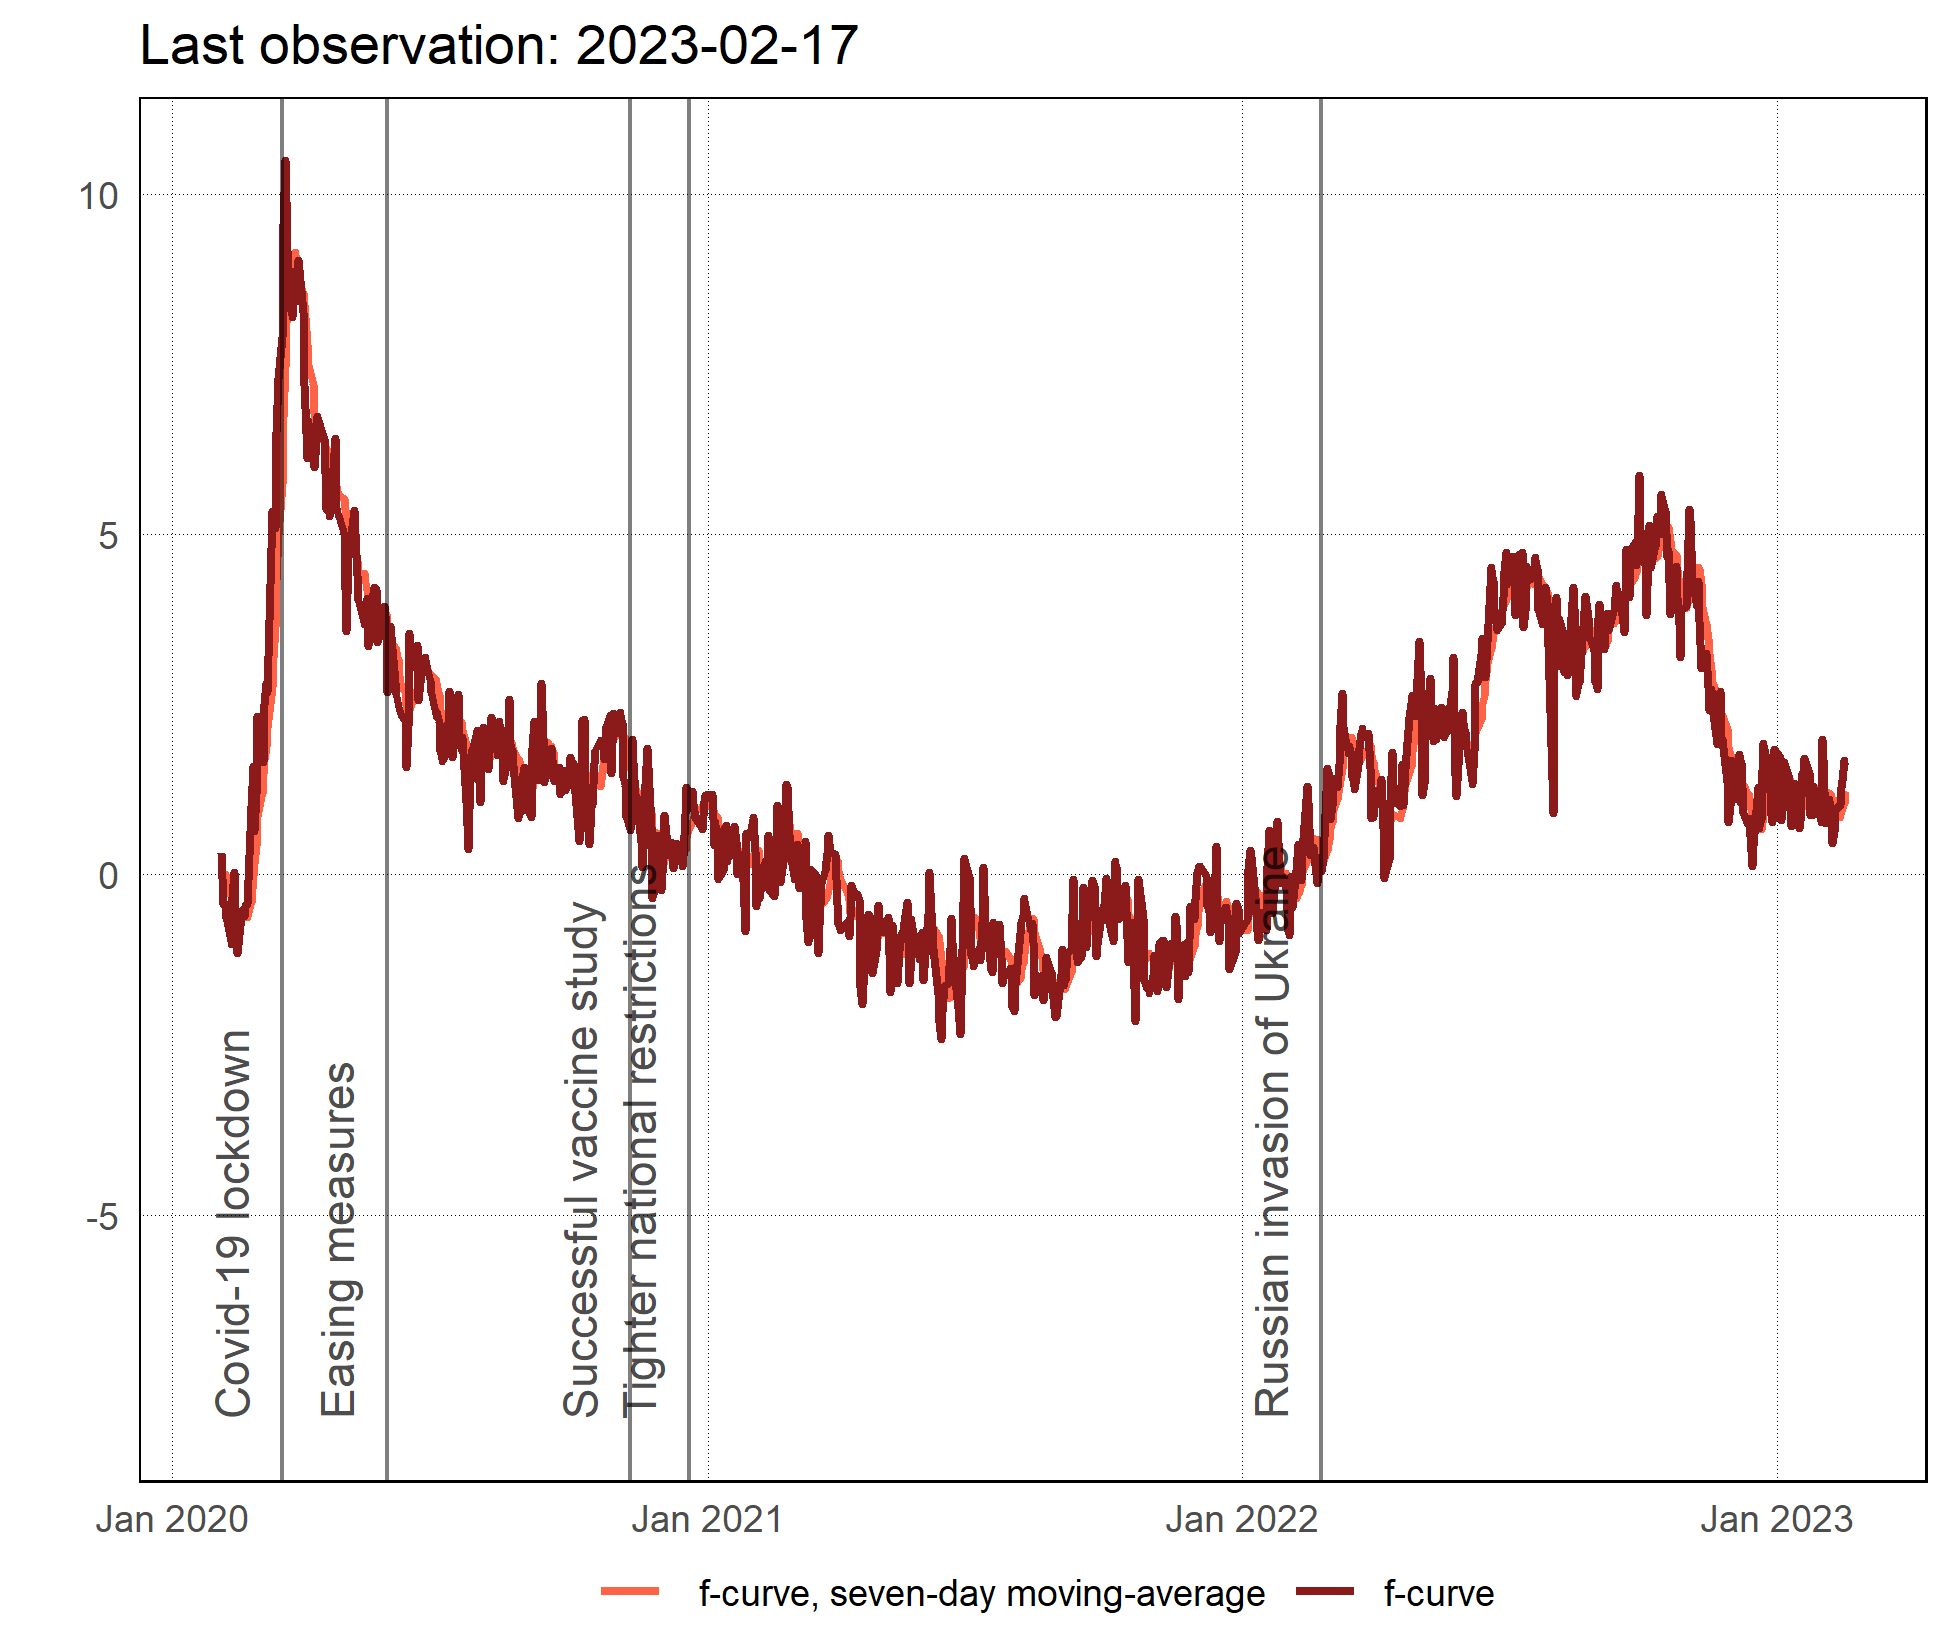 Last observation: 2023-02-17
10
5
0
-5
Covid-19 lockdown
Easing measures
Successful vaccine study
Tighter national restrictions
Russian invasion of Ukraine
Jan 2020
Jan 2021
Jan 2022
Jan 2023
f-curve, seven-day moving-average
f-curve